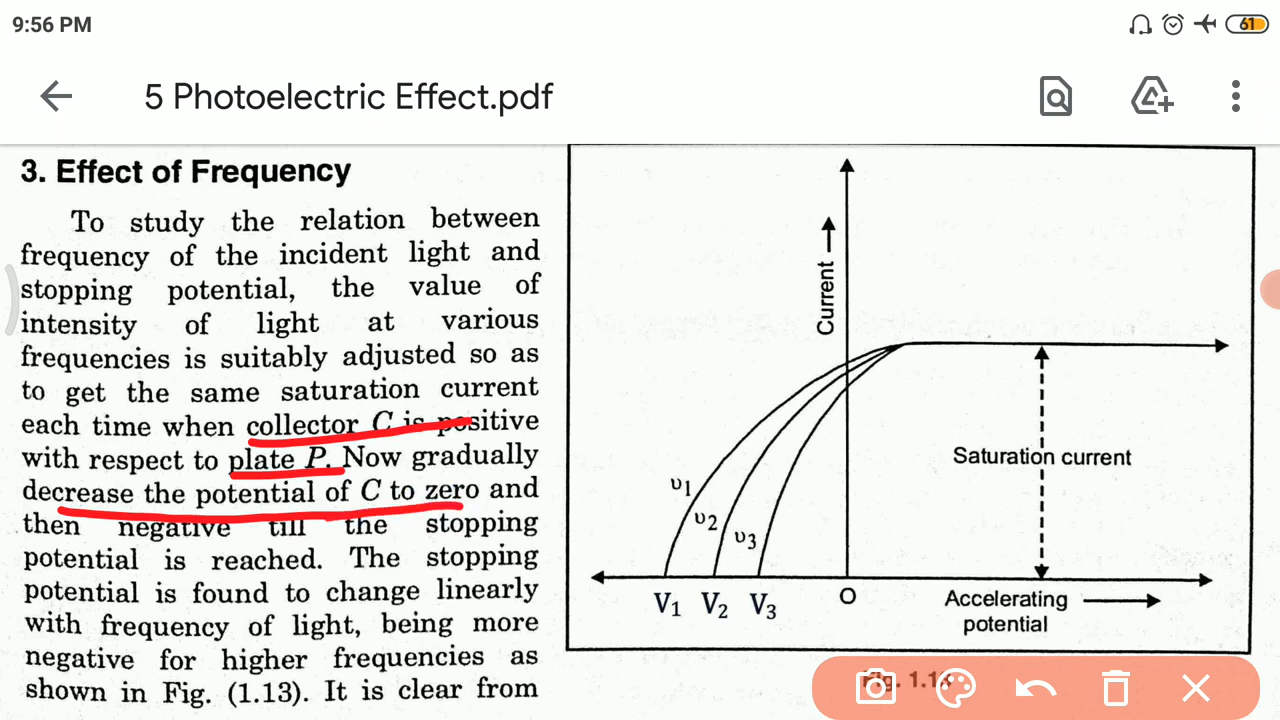 9:56 PM
61
5 Photoelectric Effect.pdf
3. Effect of Frequency
To study the relation between
frequency of the incident light and
stopping potential, the value of
intensity of light at various
frequencies is suitably adjusted so as
to get the same saturation current
each time when collector C is positive
with respect to plate P. Now gradually
decrease the potential of C to zero and
then negative till the stopping
potential is reached. The stopping
potential is found to change linearly
with frequency of light, being more
negative for higher frequencies as
shown in Fig. (1.13). It is clear from
Current
Saturation current
υ1
υ2
υ3
V1 V2 V3 O
Accelerating
potential